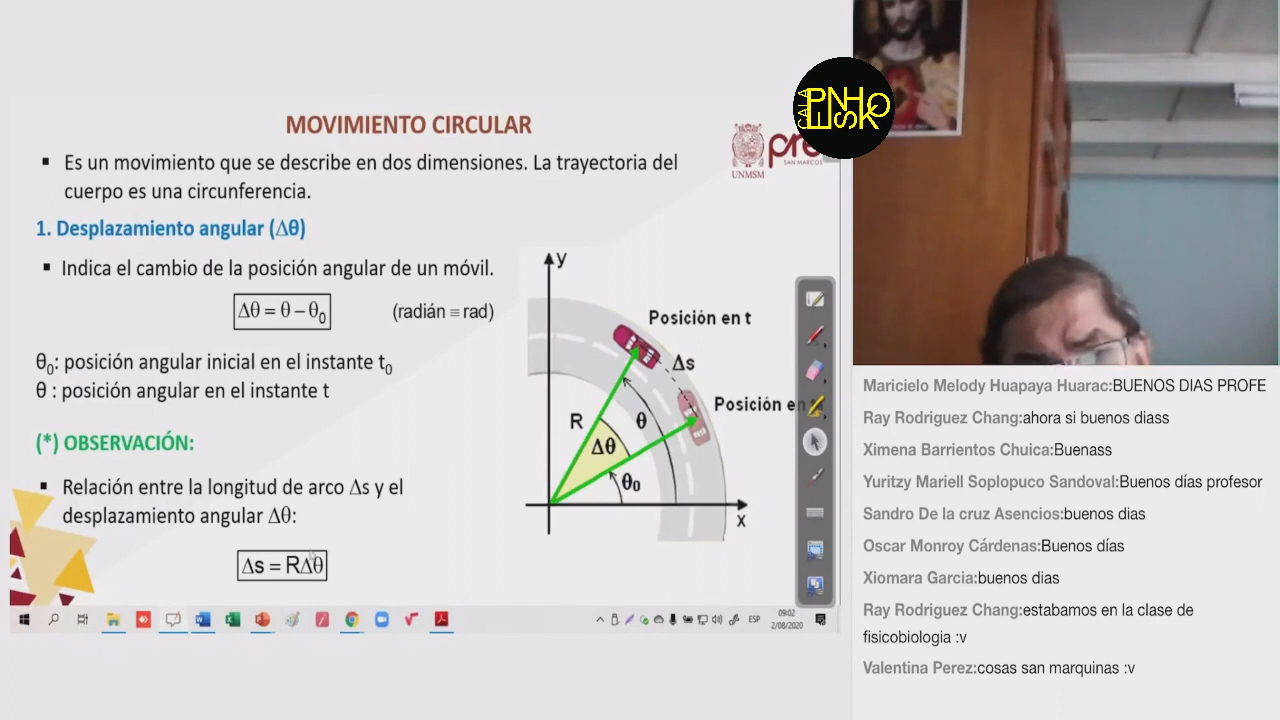 MOVIMIENTO CIRCULAR
▪ Es un movimiento que se describe en dos dimensiones. La trayectoria del
cuerpo es una circunferencia.
pre
SAN MARCOS
UNMSM
1. Desplazamiento angular (Δθ)
▪ Indica el cambio de la posición angular de un móvil.
Δθ = θ – θ₀ (radián ≡ rad)
θ₀: posición angular inicial en el instante t₀
θ : posición angular en el instante t
(*) OBSERVACIÓN:
▪ Relación entre la longitud de arco Δs y el
desplazamiento angular Δθ:
Δs = RΔθ
y
Posición en t
Δs
Posición en
R
θ
Δθ
θ₀
x
ESP
09:02
2/08/2020
CALA
Maricielo Melody Huapaya Huarac:BUENOS DIAS PROFE
Ray Rodriguez Chang:ahora si buenos diass
Ximena Barrientos Chuica:Buenass
Yuritzy Mariell Soplopuco Sandoval:Buenos días profesor
Sandro De la cruz Asencios:buenos dias
Oscar Monroy Cárdenas:Buenos días
Xiomara Garcia:buenos dias
Ray Rodriguez Chang:estabamos en la clase de
fisicobiologia :v
Valentina Perez:cosas san marquinas :v